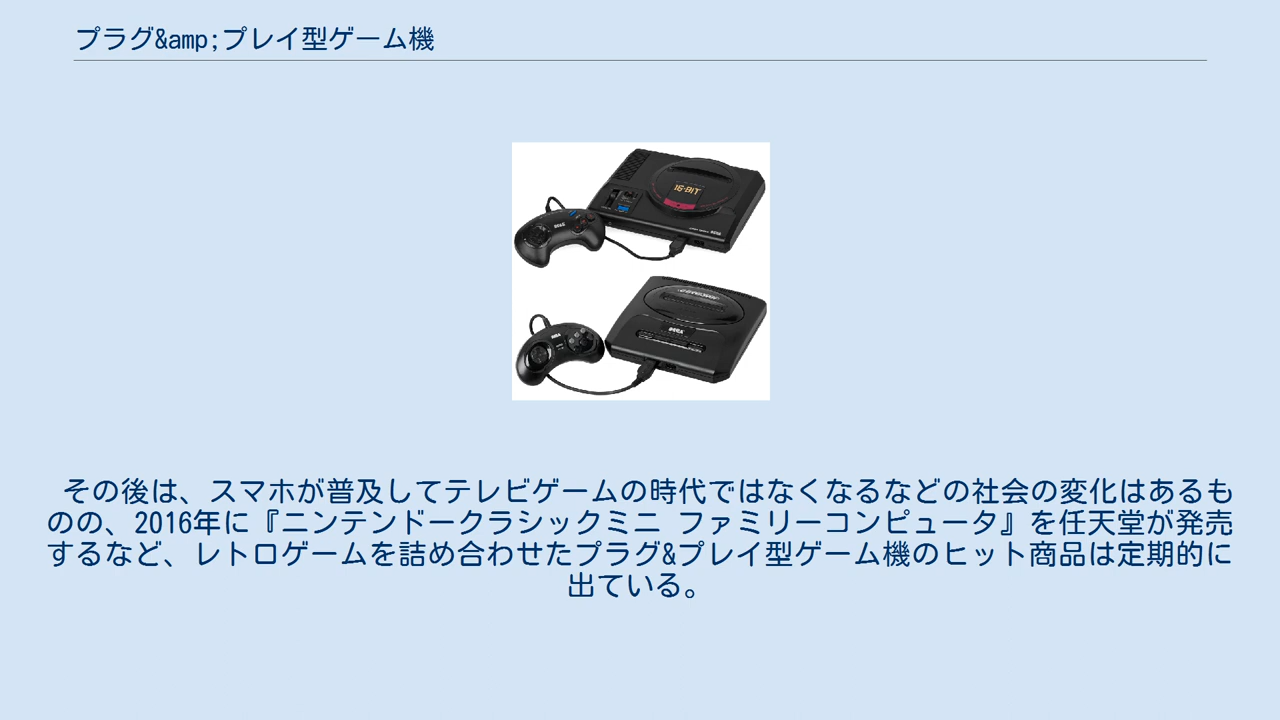 プラグ&amp;プレイ型ゲーム機
16-BIT
SEGA
SEGA
SEGA
その後は、スマホが普及してテレビゲームの時代ではなくなるなどの社会の変化はあるも
のの、2016年に『ニンテンドークラシックミニ ファミリーコンピュータ』を任天堂が発売
するなど、レトロゲームを詰め合わせたプラグ&プレイ型ゲーム機のヒット商品は定期的に
出ている。